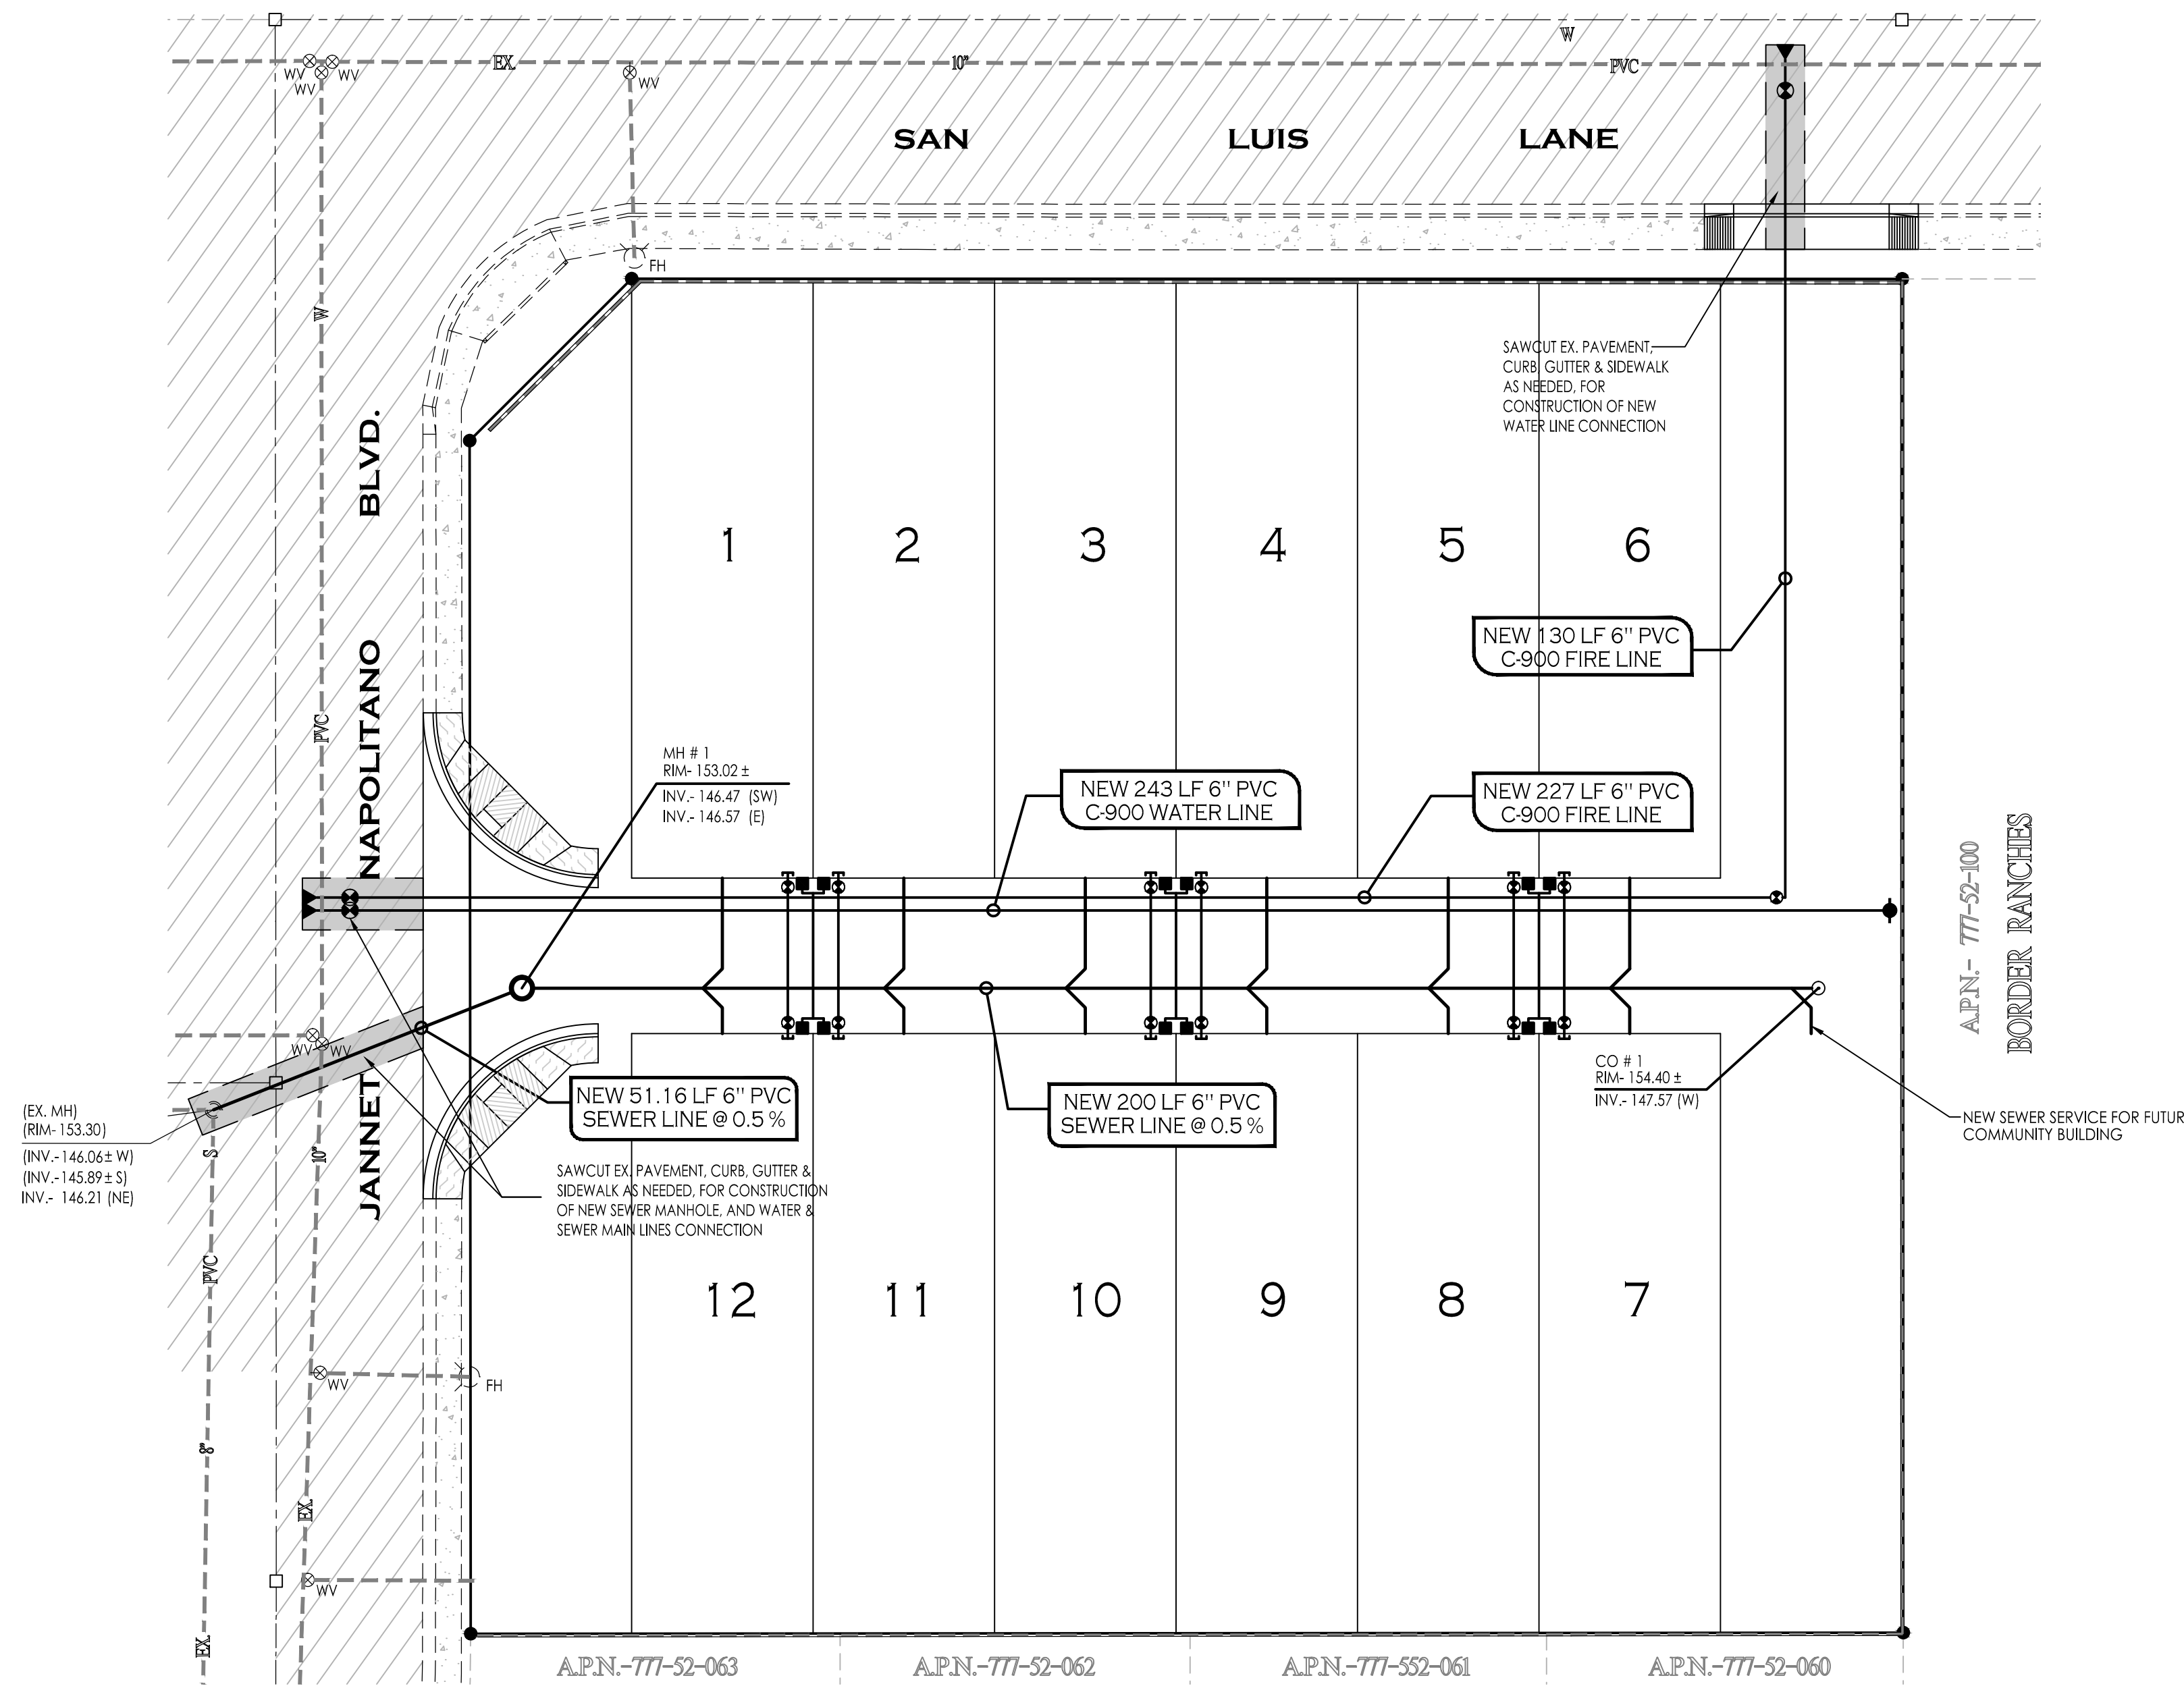 W
EX.
10"
PVC
WV
WV
WV
WV
SAN LUIS LANE
FH
W
SAWCUT EX. PAVEMENT,
CURB, GUTTER & SIDEWALK
AS NEEDED, FOR
CONSTRUCTION OF NEW
WATER LINE CONNECTION
JANNET NAPOLITANO BLVD.
1
2
3
4
5
6
NEW 130 LF 6" PVC
C-900 FIRE LINE
PVC
MH # 1
RIM- 153.02 ±
INV.- 146.47 (SW)
INV.- 146.57 (E)
NEW 243 LF 6" PVC
C-900 WATER LINE
NEW 227 LF 6" PVC
C-900 FIRE LINE
A.P.N.- 777-52-100
BORDER RANCHES
WV
WV
CO # 1
RIM- 154.40 ±
INV.- 147.57 (W)
NEW 51.16 LF 6" PVC
SEWER LINE @ 0.5 %
NEW 200 LF 6" PVC
SEWER LINE @ 0.5 %
NEW SEWER SERVICE FOR FUTUR
COMMUNITY BUILDING
(EX. MH)
(RIM- 153.30)
(INV.- 146.06± W)
(INV.- 145.89± S)
INV.- 146.21 (NE)
S
10"
SAWCUT EX. PAVEMENT, CURB, GUTTER &
SIDEWALK AS NEEDED, FOR CONSTRUCTION
OF NEW SEWER MANHOLE, AND WATER &
SEWER MAIN LINES CONNECTION
PVC
12
11
10
9
8
7
WV
FH
8"
EX.
WV
EX.
A.P.N.-777-52-063
A.P.N.-777-52-062
A.P.N.-777-552-061
A.P.N.-777-52-060